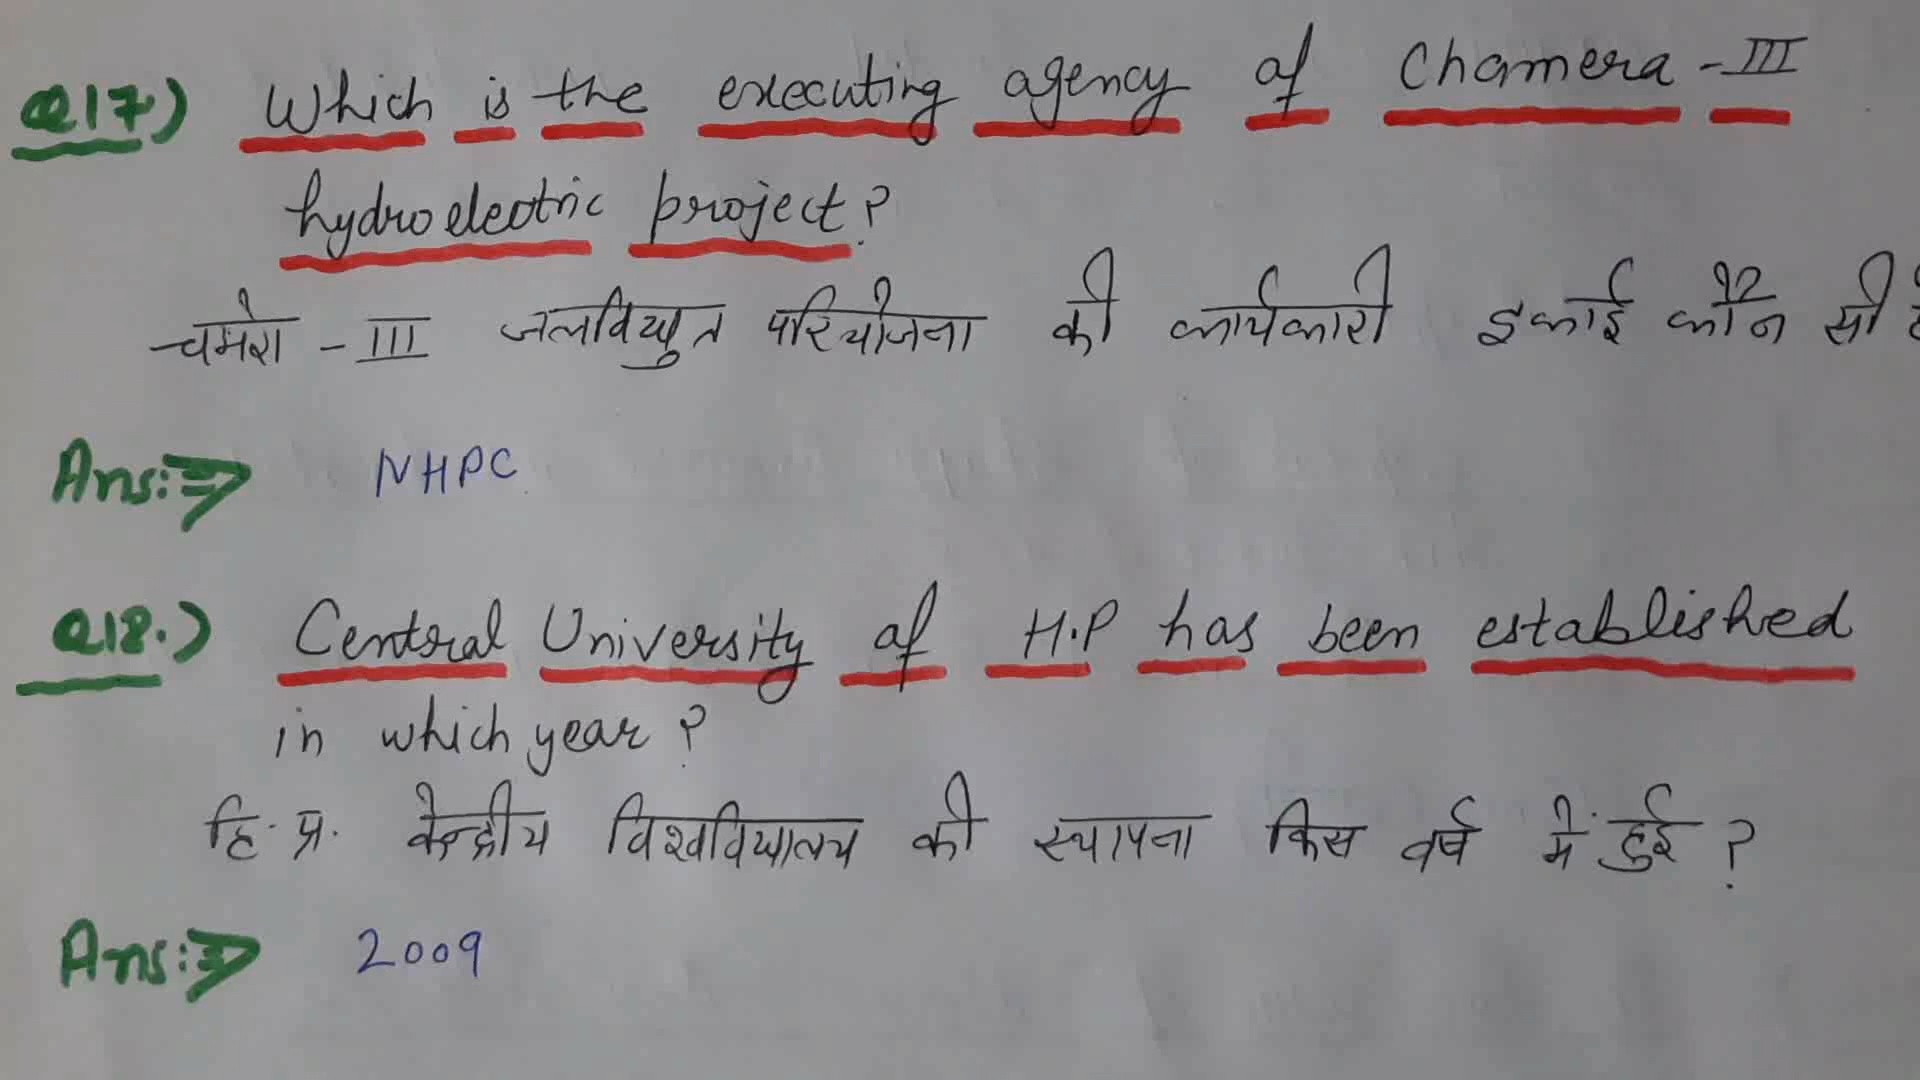 Q17.) Which is the executing agency of Chamera - III
hydroelectric project?
चमेरा - III जलविद्युत परियोजना की कार्यकारी इकाई कौन सी
Ans:⇒ NHPC
Q18.) Central University of H.P has been established
in which year?
हि. प्र. केन्द्रीय विश्वविद्यालय की स्थापना किस वर्ष में हुई ?
Ans:⇒ 2009